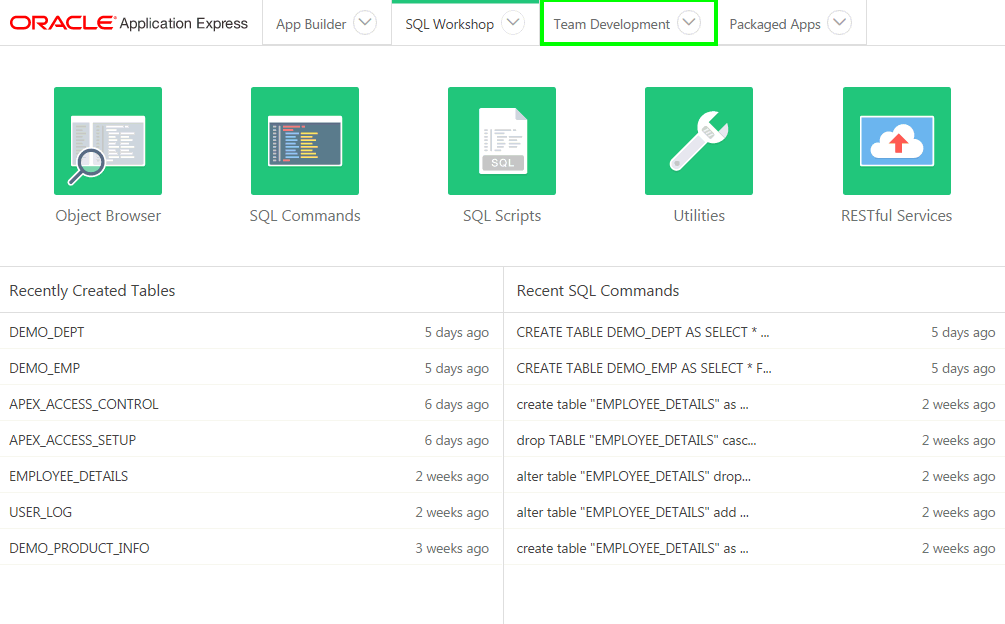 ORACLE Application Express App Builder SQL Workshop Team Development Packaged Apps
SQL
Object Browser SQL Commands SQL Scripts Utilities RESTful Services
Recently Created Tables
DEMO_DEPT 5 days ago
DEMO_EMP 5 days ago
APEX_ACCESS_CONTROL 6 days ago
APEX_ACCESS_SETUP 6 days ago
EMPLOYEE_DETAILS 2 weeks ago
USER_LOG 2 weeks ago
DEMO_PRODUCT_INFO 3 weeks ago
Recent SQL Commands
CREATE TABLE DEMO_DEPT AS SELECT * ... 5 days ago
CREATE TABLE DEMO_EMP AS SELECT * F... 5 days ago
create table "EMPLOYEE_DETAILS" as ... 2 weeks ago
drop TABLE "EMPLOYEE_DETAILS" casc... 2 weeks ago
alter table "EMPLOYEE_DETAILS" drop... 2 weeks ago
alter table "EMPLOYEE_DETAILS" add ... 2 weeks ago
create table "EMPLOYEE_DETAILS" as ... 2 weeks ago